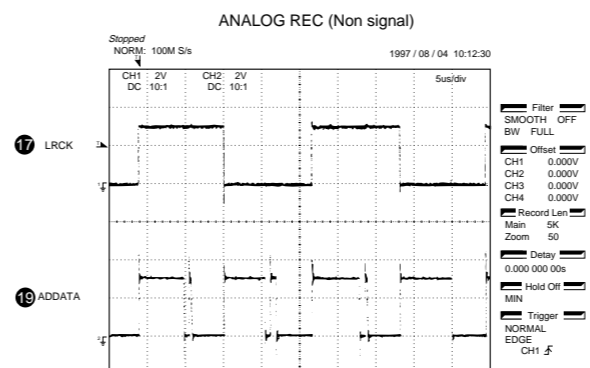 ANALOG REC (Non signal)
Stopped
NORM: 100M S/s
1997 / 08 / 04 10:12:30
CH1 2V CH2 2V 5us/div
DC 10:1 DC 10:1
17 LRCK
19 ADDATA
Filter
SMOOTH OFF
BW FULL
Offset
CH1 0.000V
CH2 0.000V
CH3 0.000V
CH4 0.000V
Record Len
Main 5K
Zoom 50
Delay
0.000 000 00s
Hold Off
MIN
Trigger
NORMAL
EDGE
CH1